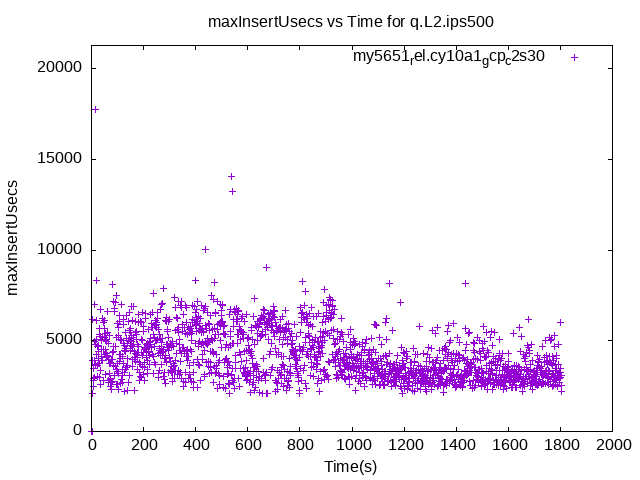 maxInsertUsecs vs Time for q.L2.ips500
my5651rel.cy10a1gcpc2s30
20000
15000
10000
5000
0
maxInsertUsecs
0 200 400 600 800 1000 1200 1400 1600 1800 2000
Time(s)